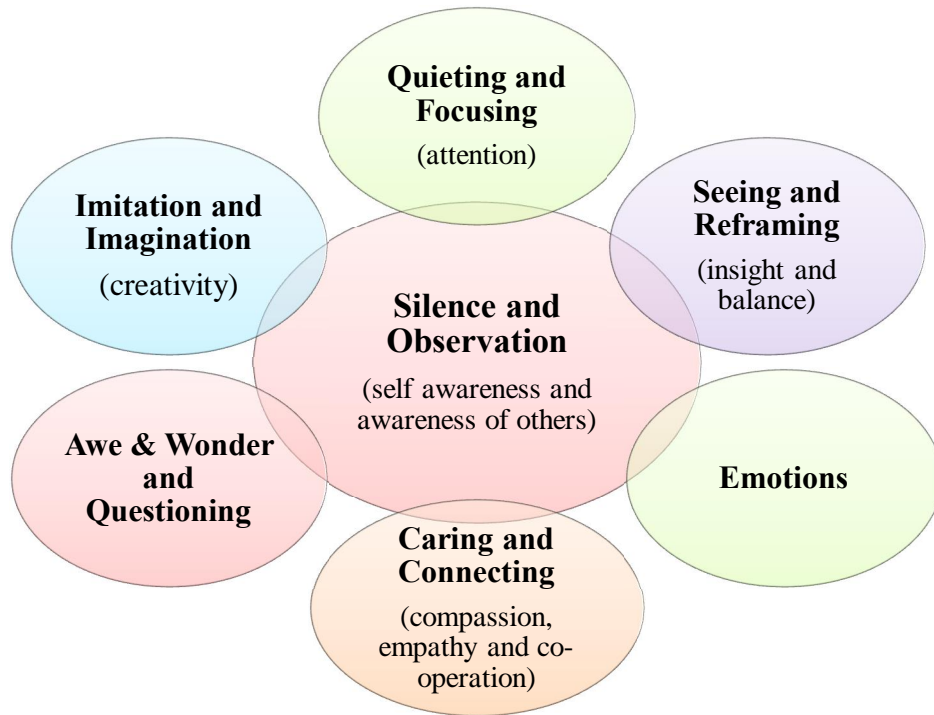 Quieting and
Focusing
(attention)
Imitation and
Imagination
(creativity)
Seeing and
Reframing
(insight and
balance)
Silence and
Observation
(self awareness and
awareness of others)
Awe & Wonder
and
Questioning
Emotions
Caring and
Connecting
(compassion,
empathy and co-
operation)